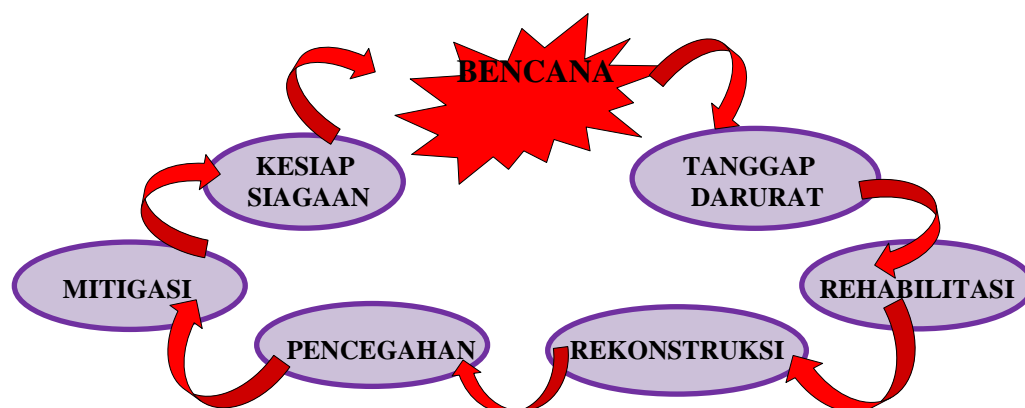 BENCANA
KESIAP
SIAGAAN
TANGGAP
DARURAT
MITIGASI
REHABILITASI
PENCEGAHAN
REKONSTRUKSI